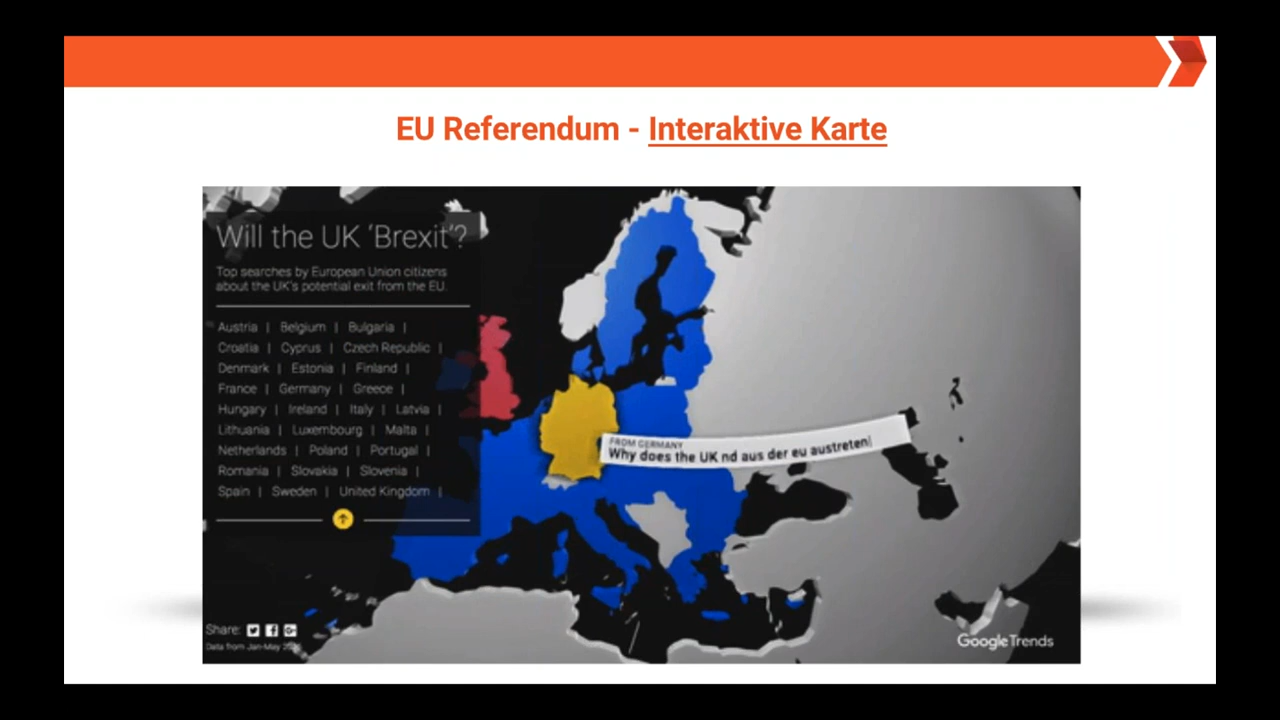 EU Referendum - Interaktive Karte
Will the UK ‘Brexit’?
Top searches by European Union citizens
about the UK's potential exit from the EU.
Austria | Belgium | Bulgaria |
Croatia | Cyprus | Czech Republic |
Denmark | Estonia | Finland |
France | Germany | Greece |
Hungary | Ireland | Italy | Latvia |
Lithuania | Luxembourg | Malta |
Netherlands | Poland | Portugal |
Romania | Slovakia | Slovenia |
Spain | Sweden | United Kingdom |
FROM GERMANY
Why does the UK nd aus der eu austreten
Share:
Data from Jan-May
Google Trends